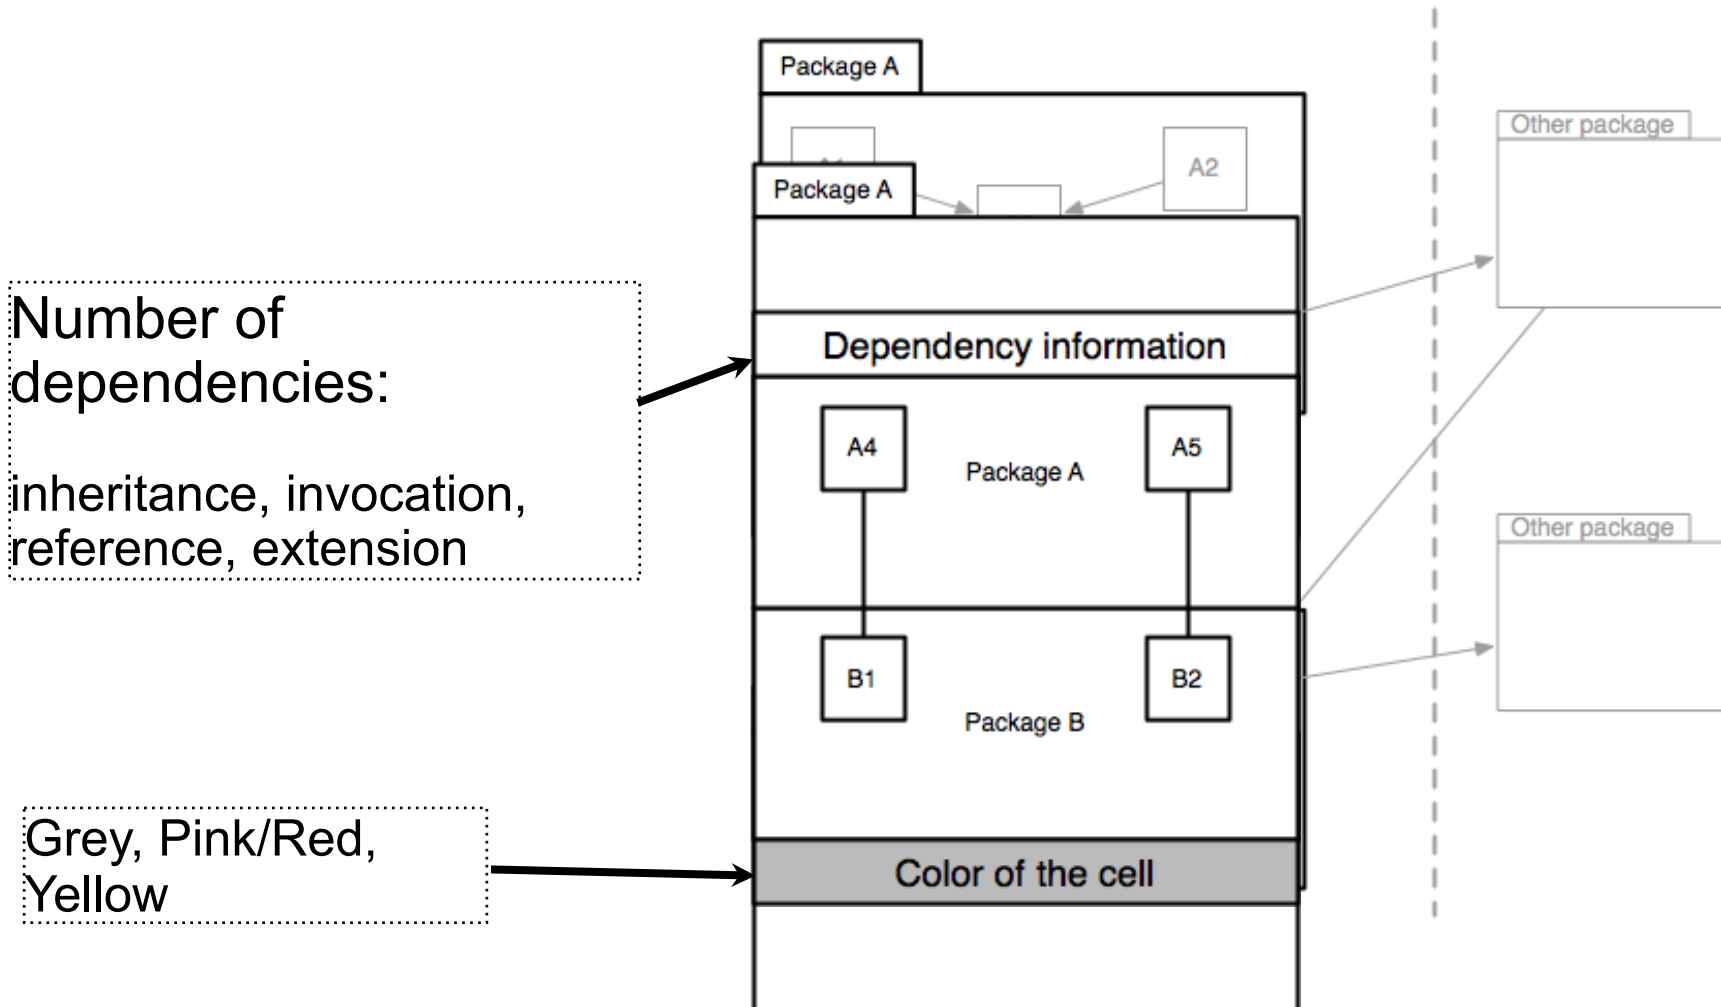 Package A
Other package
A2
Package A
Number of
dependencies:
inheritance, invocation,
reference, extension
Dependency information
A4
Package A
A5
Other package
B1
Package B
B2
Grey, Pink/Red,
Yellow
Color of the cell